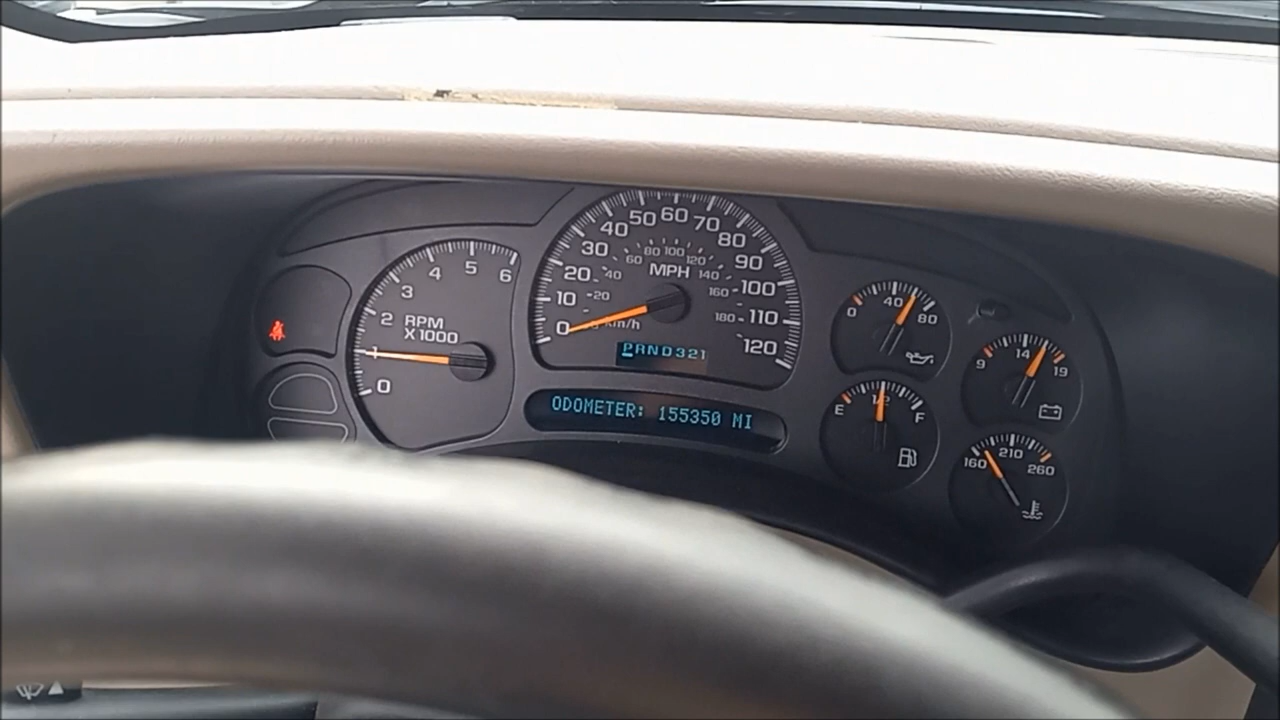 0 1 2 3 4 5 6
RPM
X1000
0 10 20 30 40 50 60 70 80 90 100 110 120
20 40 60 80 100 120 140 160 180
MPH
km/h
PRND321
ODOMETER: 155350 MI
0 40 80
9 14 19
E 1/2 F
160 210 260